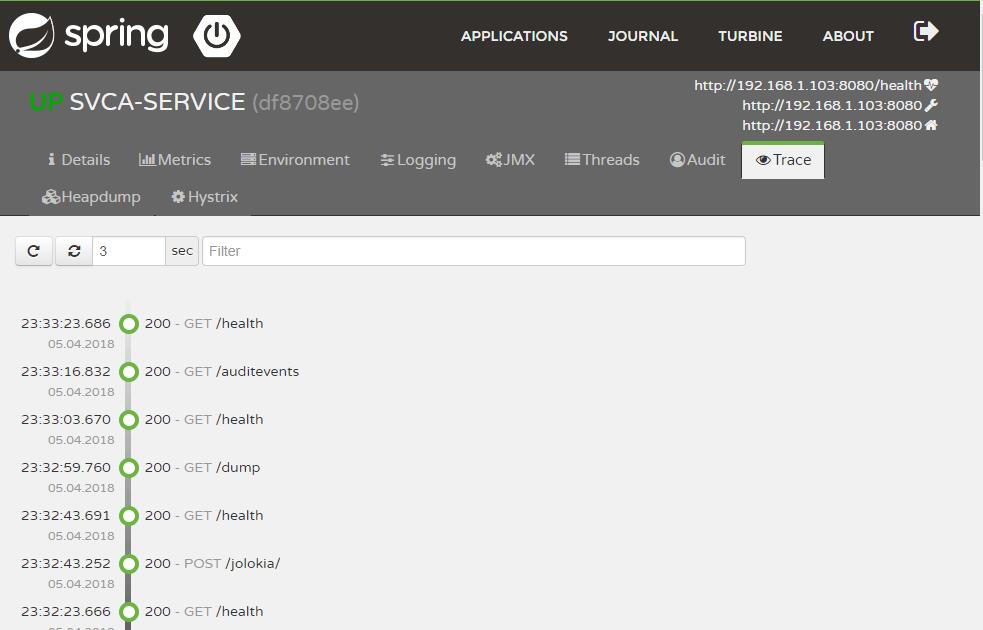 spring APPLICATIONS JOURNAL TURBINE ABOUT
UP SVCA-SERVICE (df8708ee)
http://192.168.1.103:8080/health
http://192.168.1.103:8080
http://192.168.1.103:8080
Details Metrics Environment Logging JMX Threads Audit Trace
Heapdump Hystrix
3 sec Filter
23:33:23.686 200 - GET /health
05.04.2018
23:33:16.832 200 - GET /auditevents
05.04.2018
23:33:03.670 200 - GET /health
05.04.2018
23:32:59.760 200 - GET /dump
05.04.2018
23:32:43.691 200 - GET /health
05.04.2018
23:32:43.252 200 - POST /jolokia/
05.04.2018
23:32:23.666 200 - GET /health